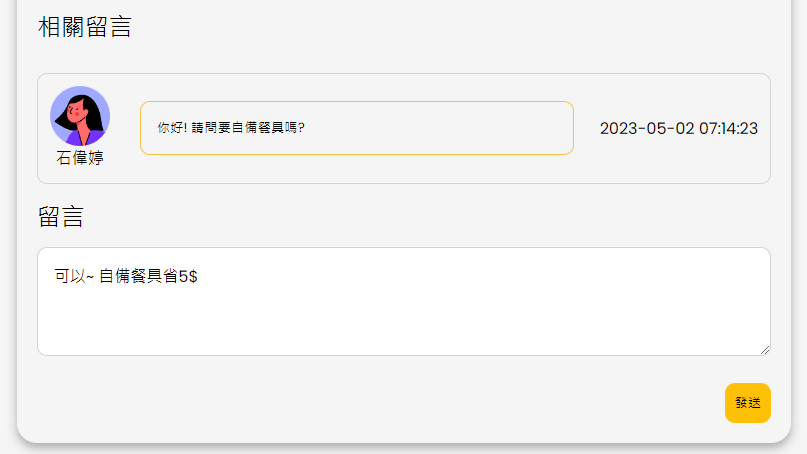 相關留言
你好! 請問要自備餐具嗎?
2023-05-02 07:14:23
石偉婷
留言
可以~ 自備餐具省5$
發送